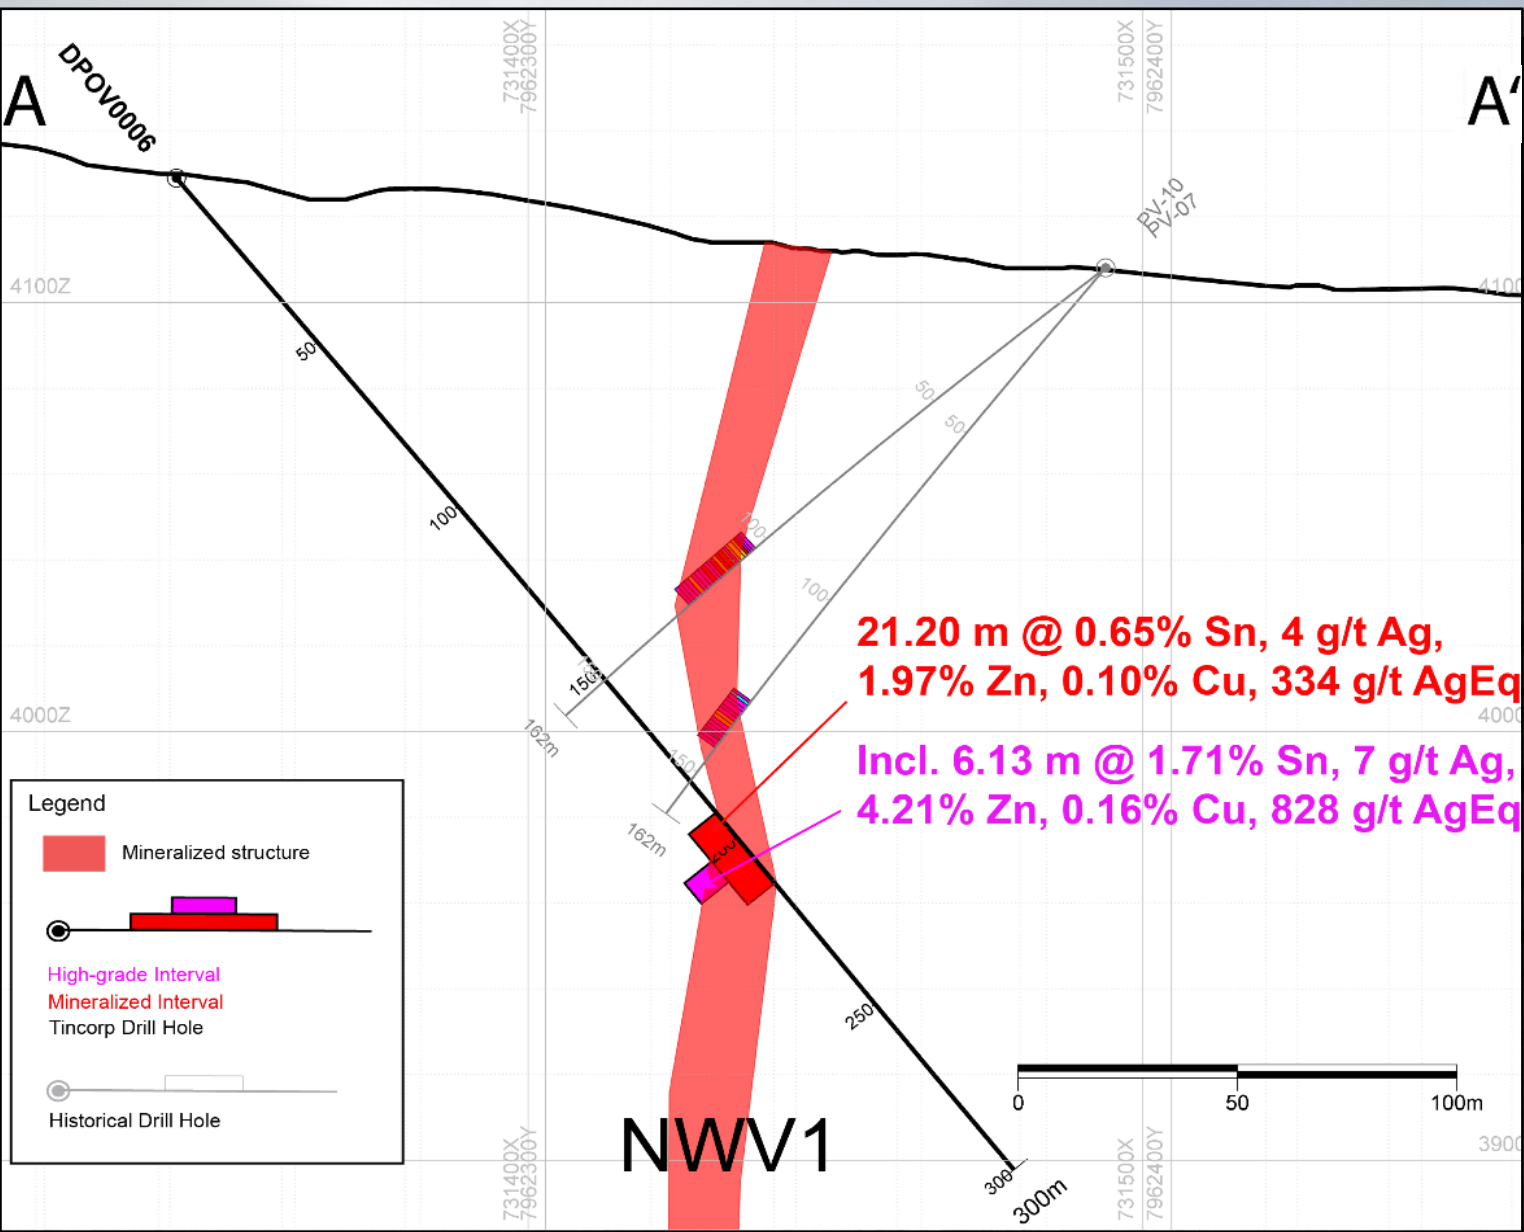 A
DPOV0006
731400X
7962300Y
731500X
7962400Y
A'
PV-10
PV-07
4100Z
4100
50
50
50
100
100
100
150
150
162m
162m
200
250
300
300m
21.20 m @ 0.65% Sn, 4 g/t Ag,
1.97% Zn, 0.10% Cu, 334 g/t AgEq
4000Z
4000
Incl. 6.13 m @ 1.71% Sn, 7 g/t Ag,
4.21% Zn, 0.16% Cu, 828 g/t AgEq
Legend
Mineralized structure
High-grade Interval
Mineralized Interval
Tincorp Drill Hole
Historical Drill Hole
NWV1
0
50
100m
731400X
7962300Y
731500X
7962400Y
3900